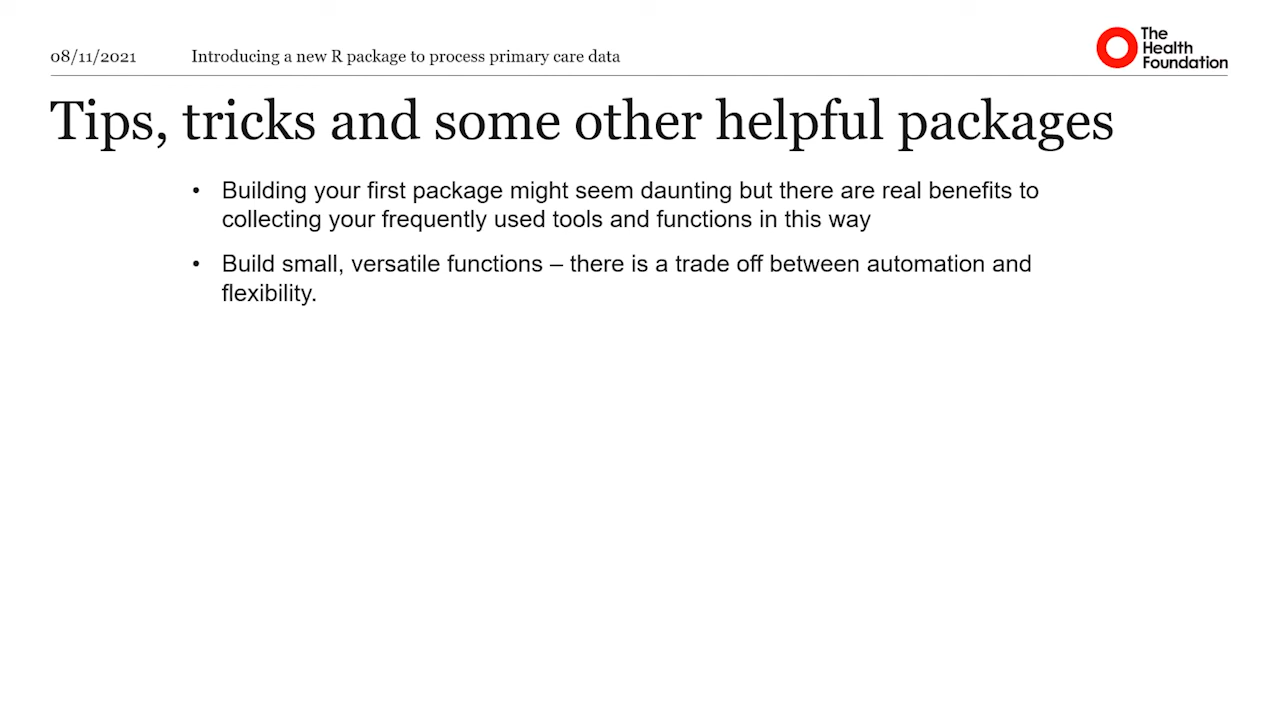 08/11/2021 Introducing a new R package to process primary care data
The
Health
Foundation
Tips, tricks and some other helpful packages
• Building your first package might seem daunting but there are real benefits to
collecting your frequently used tools and functions in this way
• Build small, versatile functions – there is a trade off between automation and
flexibility.